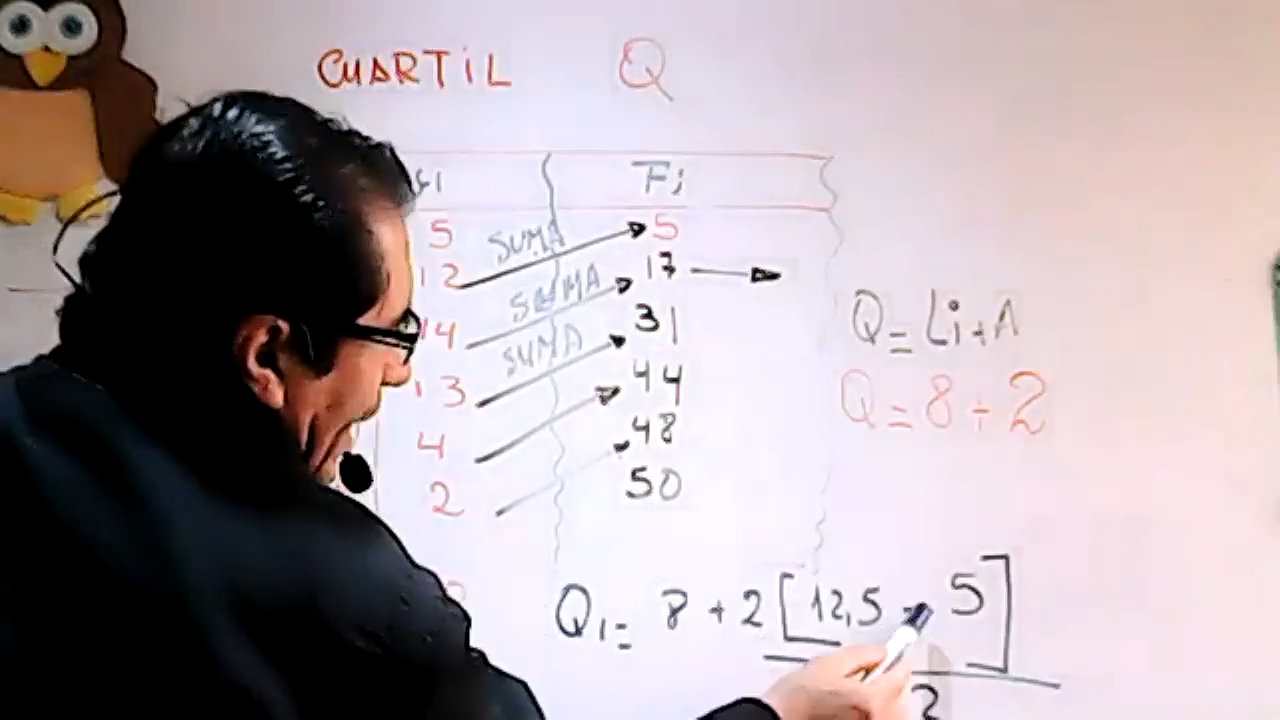 CUARTIL Q
Fi
5 SUMA 5
12 SUMA 17
14 SUMA 31
13 44
4 48
2 50
Q = Li + A
Q = 8 + 2
Q1 = 8 + 2 [12,5 - 5]
2